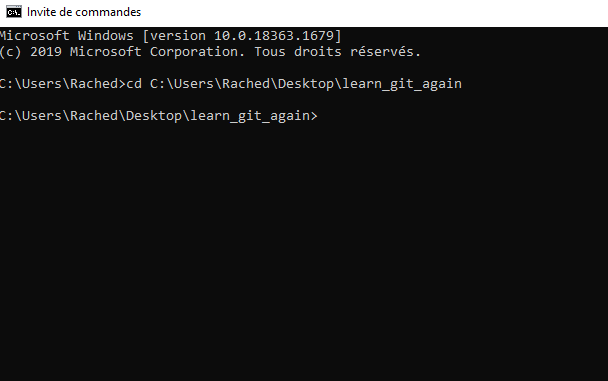 Invite de commandes
Microsoft Windows [version 10.0.18363.1679]
(c) 2019 Microsoft Corporation. Tous droits réservés.
C:\Users\Rached>cd C:\Users\Rached\Desktop\learn_git_again
C:\Users\Rached\Desktop\learn_git_again>